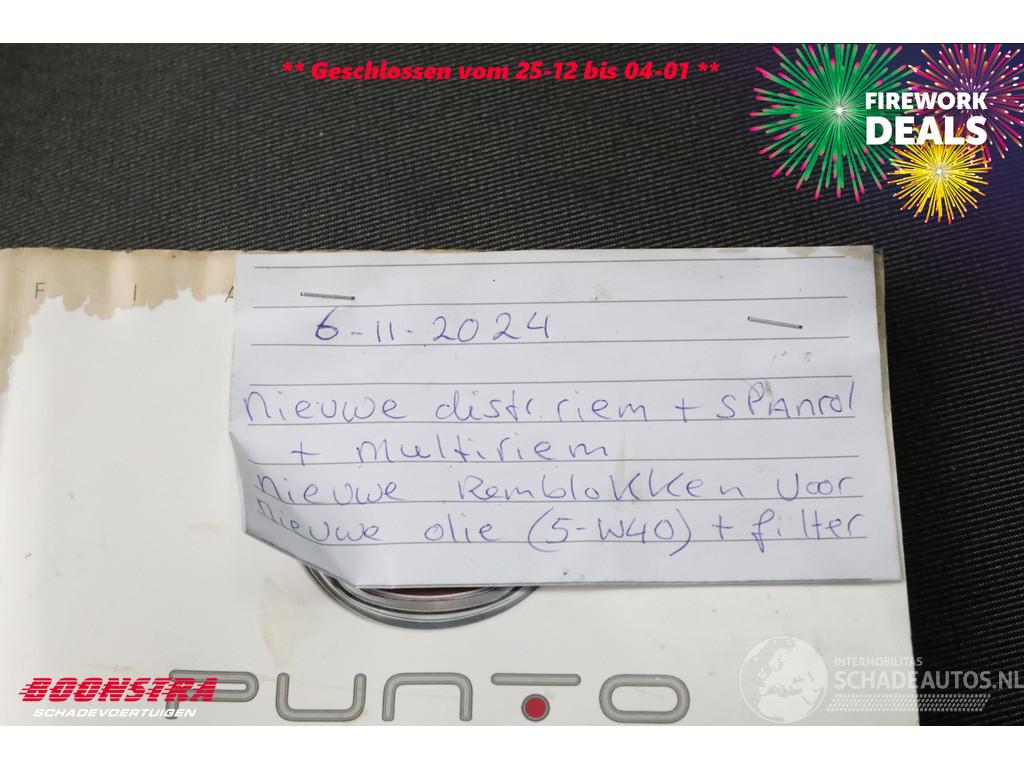 ** Geschlossen vom 25-12 bis 04-01 **
FIREWORK
DEALS
F I A
6-11-2024
nieuwe distr.riem + SPAnrol
+ multiriem
nieuwe Remblokken voor
nieuwe olie (5-W40) + filter
PUNTO
BOONSTRA
SCHADEVOERTUIGEN
INTERMOBILITAS
SCHADEAUTOS.NL